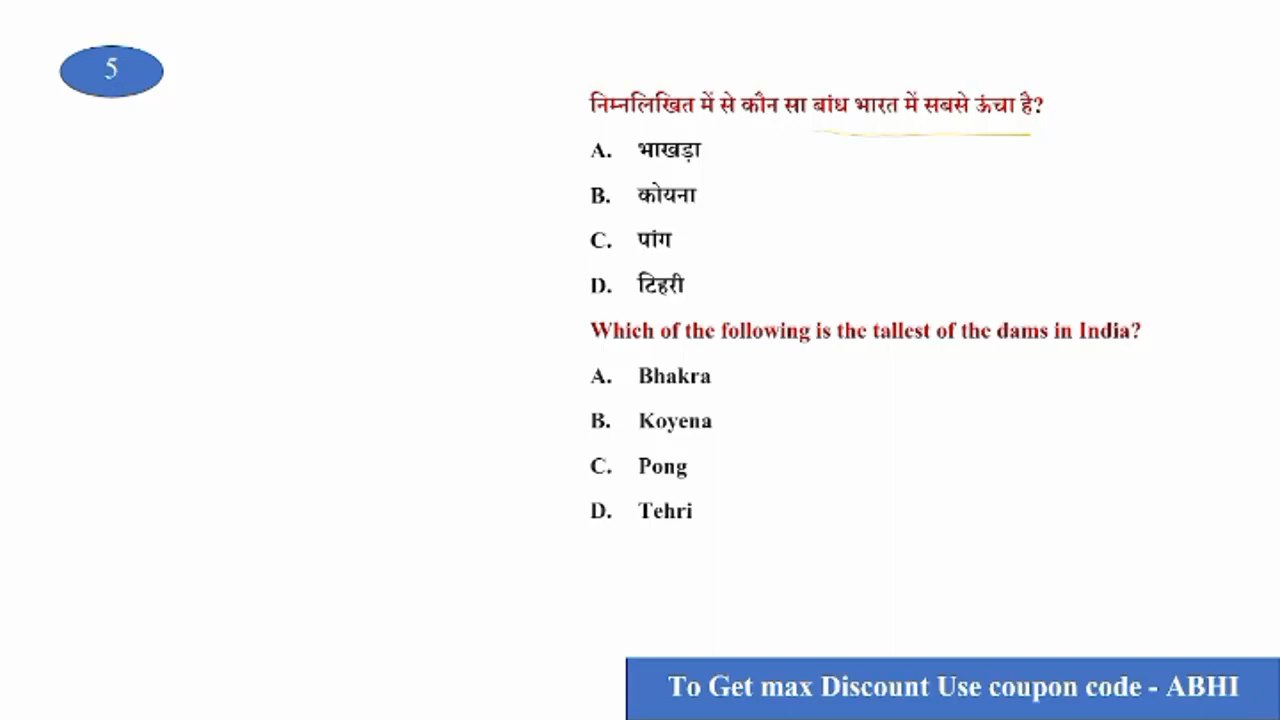 5
निम्नलिखित में से कौन सा बांध भारत में सबसे ऊंचा है?
A. भाखड़ा
B. कोयना
C. पांग
D. टिहरी
Which of the following is the tallest of the dams in India?
A. Bhakra
B. Koyena
C. Pong
D. Tehri
To Get max Discount Use coupon code - ABHI